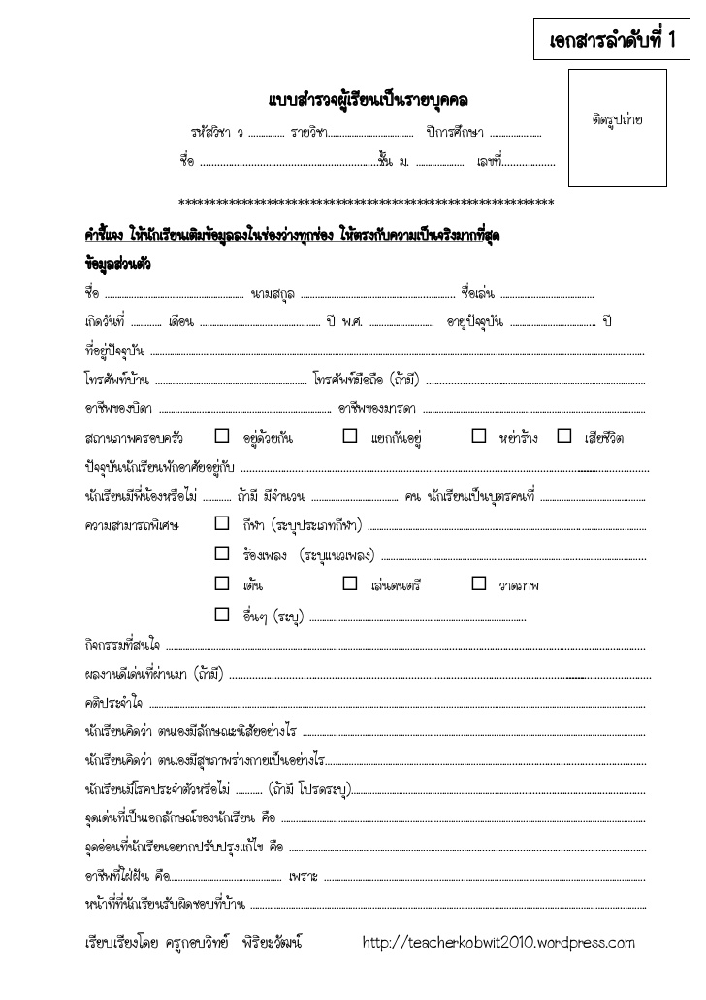 เอกสารลำดับที่ 1
แบบสำรวจผู้เรียนเป็นรายบุคคล
ติดรูปถ่าย
รหัสวิชา ว .............. รายวิชา.................................. ปีการศึกษา ....................
ชื่อ ..............................................................ชั้น ม. ................... เลขที่...................
************************************************************
คำชี้แจง ให้นักเรียนเติมข้อมูลลงในช่องว่างทุกช่อง ให้ตรงกับความเป็นจริงมากที่สุด
ข้อมูลส่วนตัว
ชื่อ ...................................................... นามสกุล ............................................................ ชื่อเล่น ....................................
เกิดวันที่ ............ เดือน ............................................... ปี พ.ศ. ......................... อายุปัจจุบัน ................................. ปี
ที่อยู่ปัจจุบัน ................................................................................................................................
โทรศัพท์บ้าน .......................................................... โทรศัพท์มือถือ (ถ้ามี) ............................................................
อาชีพของบิดา .................................................................. อาชีพของมารดา ............................................................
สถานภาพครอบครัว ☐ อยู่ด้วยกัน ☐ แยกกันอยู่ ☐ หย่าร้าง ☐ เสียชีวิต
ปัจจุบันนักเรียนพักอาศัยอยู่กับ ................................................................................................................
นักเรียนมีพี่น้องหรือไม่ ........... ถ้ามี มีจำนวน .................................. คน นักเรียนเป็นบุตรคนที่ ........................................
ความสามารถพิเศษ ☐ กีฬา (ระบุประเภทกีฬา) ................................................................................
☐ ร้องเพลง (ระบุแนวเพลง) ................................................................................
☐ เต้น ☐ เล่นดนตรี ☐ วาดภาพ
☐ อื่นๆ (ระบุ) ....................................................................
กิจกรรมที่สนใจ ................................................................................................................................
ผลงานดีเด่นที่ผ่านมา (ถ้ามี) ................................................................................................................
คติประจำใจ ................................................................................................................................
นักเรียนคิดว่า ตนเองมีลักษณะนิสัยอย่างไร ................................................................................................
นักเรียนคิดว่า ตนเองมีสุขภาพร่างกายเป็นอย่างไร................................................................................................
นักเรียนมีโรคประจำตัวหรือไม่ .......... (ถ้ามี โปรดระบุ)................................................................................
จุดเด่นที่เป็นเอกลักษณ์ของนักเรียน คือ ................................................................................................
จุดอ่อนที่นักเรียนอยากปรับปรุงแก้ไข คือ ................................................................................................
อาชีพที่ใฝ่ฝัน คือ............................................ เพราะ ................................................................................
หน้าที่ที่นักเรียนรับผิดชอบที่บ้าน ................................................................................................................
เรียบเรียงโดย ครูกอบวิทย์ พิริยะวัฒน์ http://teacherkobwit2010.wordpress.com